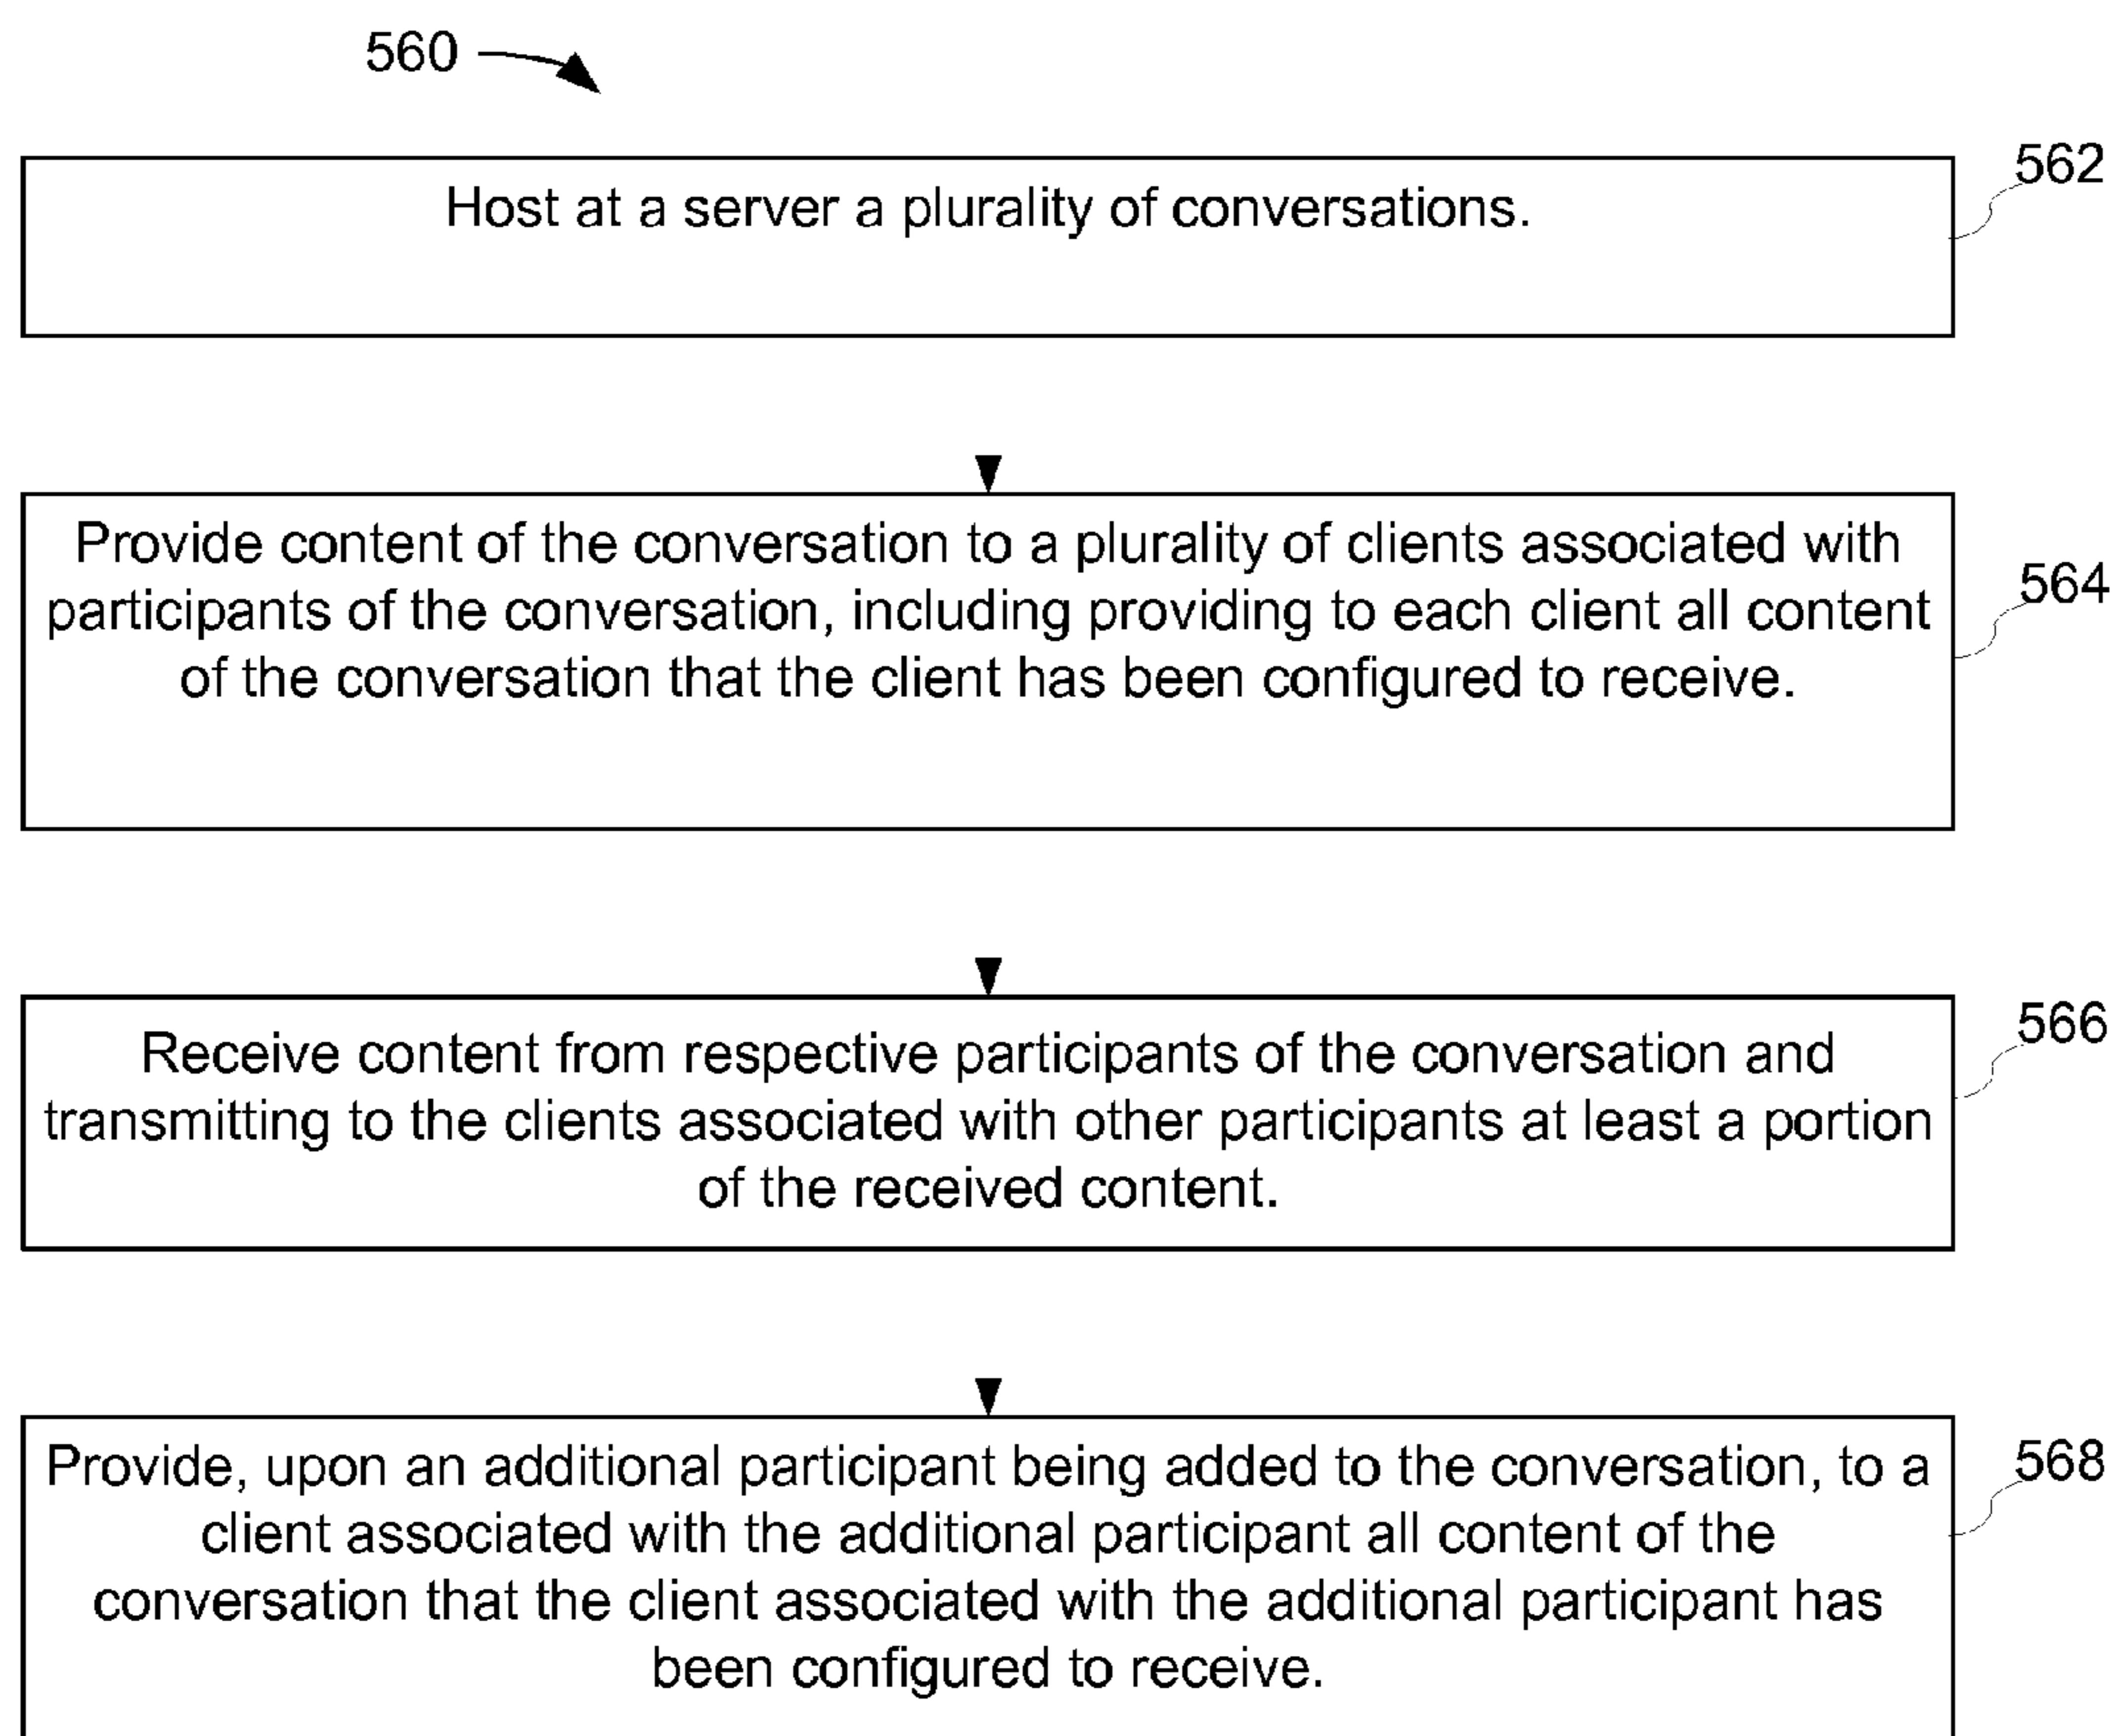 560
562
Host at a server a plurality of conversations.
Provide content of the conversation to a plurality of clients associated with
564
participants of the conversation, including providing to each client all content
of the conversation that the client has been configured to receive.
566
Receive content from respective participants of the conversation and
transmitting to the clients associated with other participants at least a portion
of the received content.
568
Provide, upon an additional participant being added to the conversation, to a
client associated with the additional participant all content of the
conversation that the client associated with the additional participant has
been configured to receive.